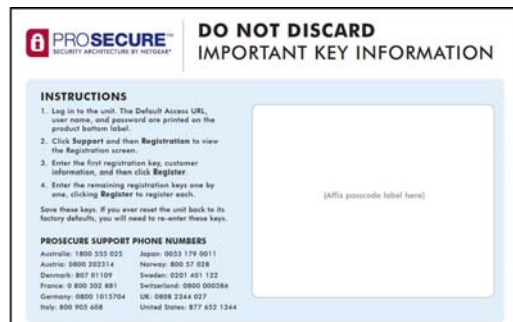 PROSECURE™
SECURITY ARCHITECTURE BY NETGEAR®
DO NOT DISCARD
IMPORTANT KEY INFORMATION
INSTRUCTIONS
1. Log in to the unit. The Default Access URL,
user name, and password are printed on the
product bottom label.
2. Click Support and then Registration to view
the Registration screen.
3. Enter the first registration key, customer
information, and then click Register.
4. Enter the remaining registration keys one by
one, clicking Register to register each.
Save these keys. If you ever reset the unit back to its
factory defaults, you will need to re-enter these keys.
(Affix passcode label here)
PROSECURE SUPPORT PHONE NUMBERS
Australia: 1800 535 025 Japan: 0053 179 0011
Austria: 0800 202314 Norway: 800 57 028
Denmark: 807 01109 Sweden: 0201 401 122
France: 0 800 302 881 Switzerland: 0800 000586
Germany: 0800 1015704 UK: 0808 2344 027
Italy: 800 905 608 United States: 877 652 1344